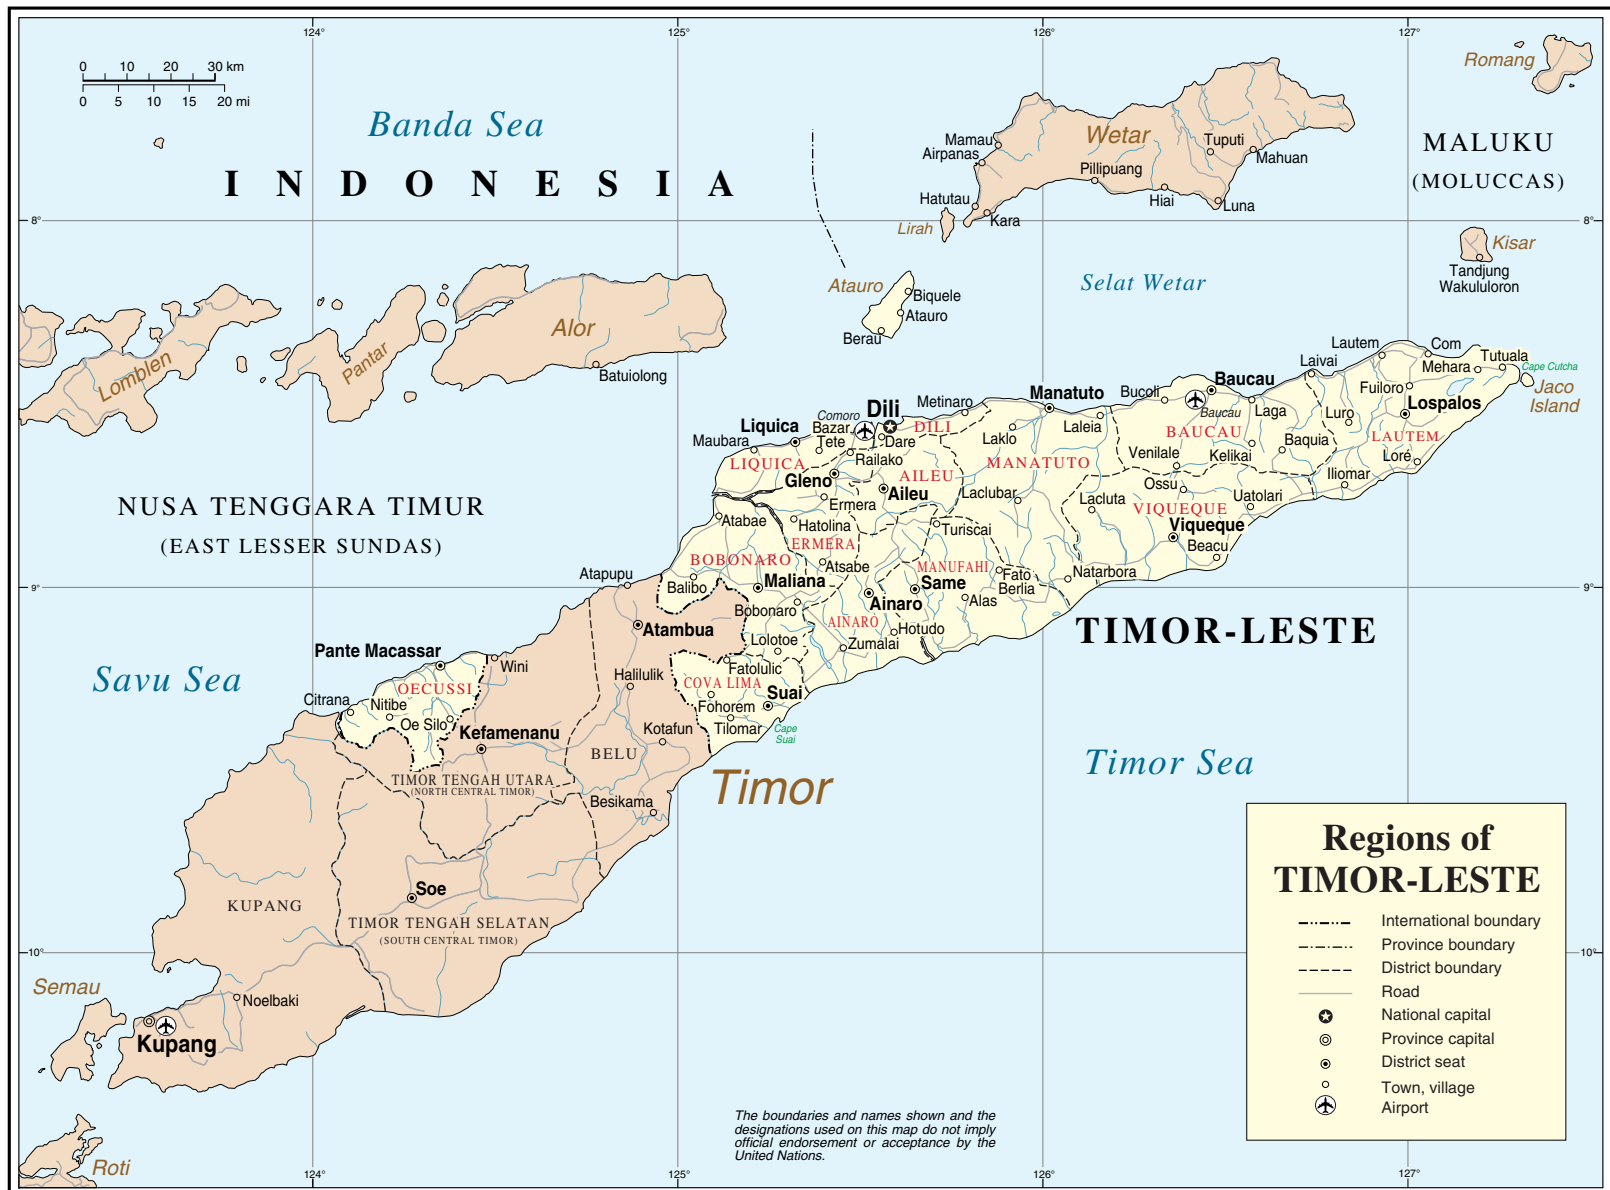 124°
125°
126°
127°
0 10 20 30 km
0 5 10 15 20 mi
Banda Sea
INDONESIA
Romang
Wetar
Mamau
Airpanas
Tuputi
Mahuan
Pillipuang
Hatutau
Kara
Hiai
Luna
Lirah
MALUKU
(MOLUCCAS)
8°
8°
Kisar
Tandjung
Wakululoron
Selat Wetar
Atauro
Biquele
Atauro
Berau
Alor
Batuiolong
Pantar
Lomblen
Lautem
Com
Laivai
Mehara
Tutuala
Cape Cutcha
Jaco
Island
Fuiloro
Lospalos
Luro
LAUTEM
Lore
Iliomar
Baucau
Bucoli
Baucau
Laga
BAUCAU
Baquia
Venilale
Kelikai
Manatuto
Laleia
Metinaro
Laklo
MANATUTO
Laclubar
Dili
Comoro
Bazar
Tete
Dare
DILI
Railako
Liquica
Maubara
LIQUICA
Gleno
AILEU
Aileu
Ermera
Ossu
Lacluta
Uatolari
VIQUEQUE
Viqueque
Beacu
Natarbora
NUSA TENGGARA TIMUR
(EAST LESSER SUNDAS)
Atabae
Hatolina
ERMERA
Turiscai
BOBONARO
Atsabe
MANUFAHI
Fato
Berlia
Balibo
Maliana
Same
Alas
Atapupu
9°
9°
Bobonaro
Ainaro
AINARO
Hotudo
Zumalai
Lolotoe
TIMOR-LESTE
Atambua
Pante Macassar
Wini
OECUSSI
Citrana
Nitibe
Oe Silo
Savu Sea
Halilulik
Fatolulic
COVA LIMA
Suai
Fohorem
Tilomar
Cape
Suai
Kefamenanu
Kotafun
BELU
Timor
Timor Sea
TIMOR TENGAH UTARA
(NORTH CENTRAL TIMOR)
Besikama
Soe
KUPANG
TIMOR TENGAH SELATAN
(SOUTH CENTRAL TIMOR)
10°
10°
Semau
Noelbaki
Kupang
Roti
The boundaries and names shown and the
designations used on this map do not imply
official endorsement or acceptance by the
United Nations.
Regions of
TIMOR-LESTE
International boundary
Province boundary
District boundary
Road
National capital
Province capital
District seat
Town, village
Airport
124°
125°
126°
127°